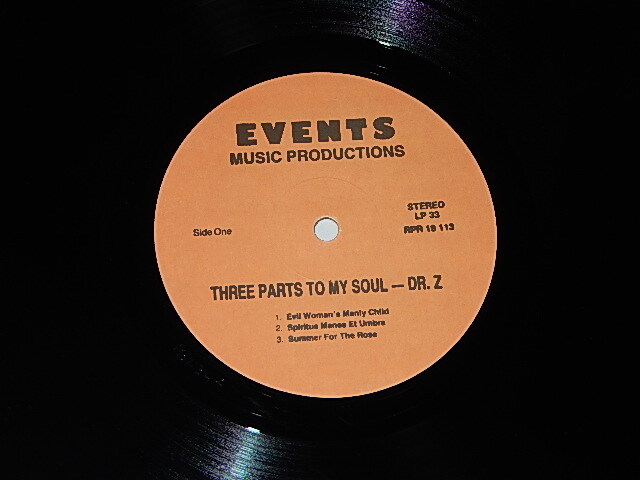 EVENTS
MUSIC PRODUCTIONS
STEREO
LP 33
Side One
RPR 19 113
THREE PARTS TO MY SOUL — DR. Z
1. Evil Woman's Manly Child
2. Spiritus Manes Et Umbra
3. Summer For The Rose